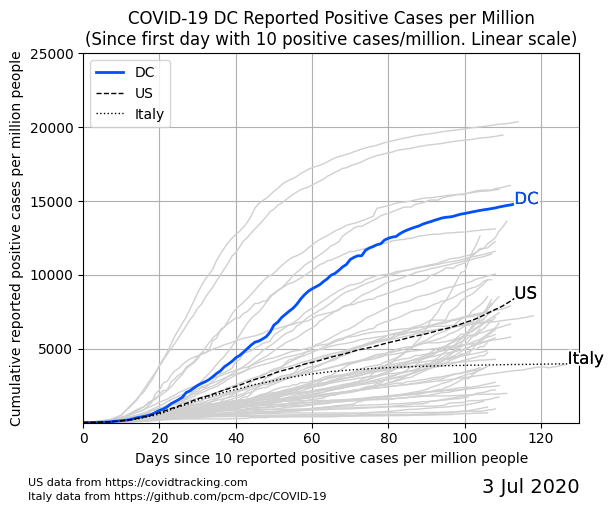 COVID-19 DC Reported Positive Cases per Million
(Since first day with 10 positive cases/million. Linear scale)
Cumulative reported positive cases per million people
25000
20000
15000
10000
5000
DC
US
Italy
DC
US
Italy
0
20
40
60
80
100
120
Days since 10 reported positive cases per million people
US data from https://covidtracking.com
Italy data from https://github.com/pcm-dpc/COVID-19
3 Jul 2020